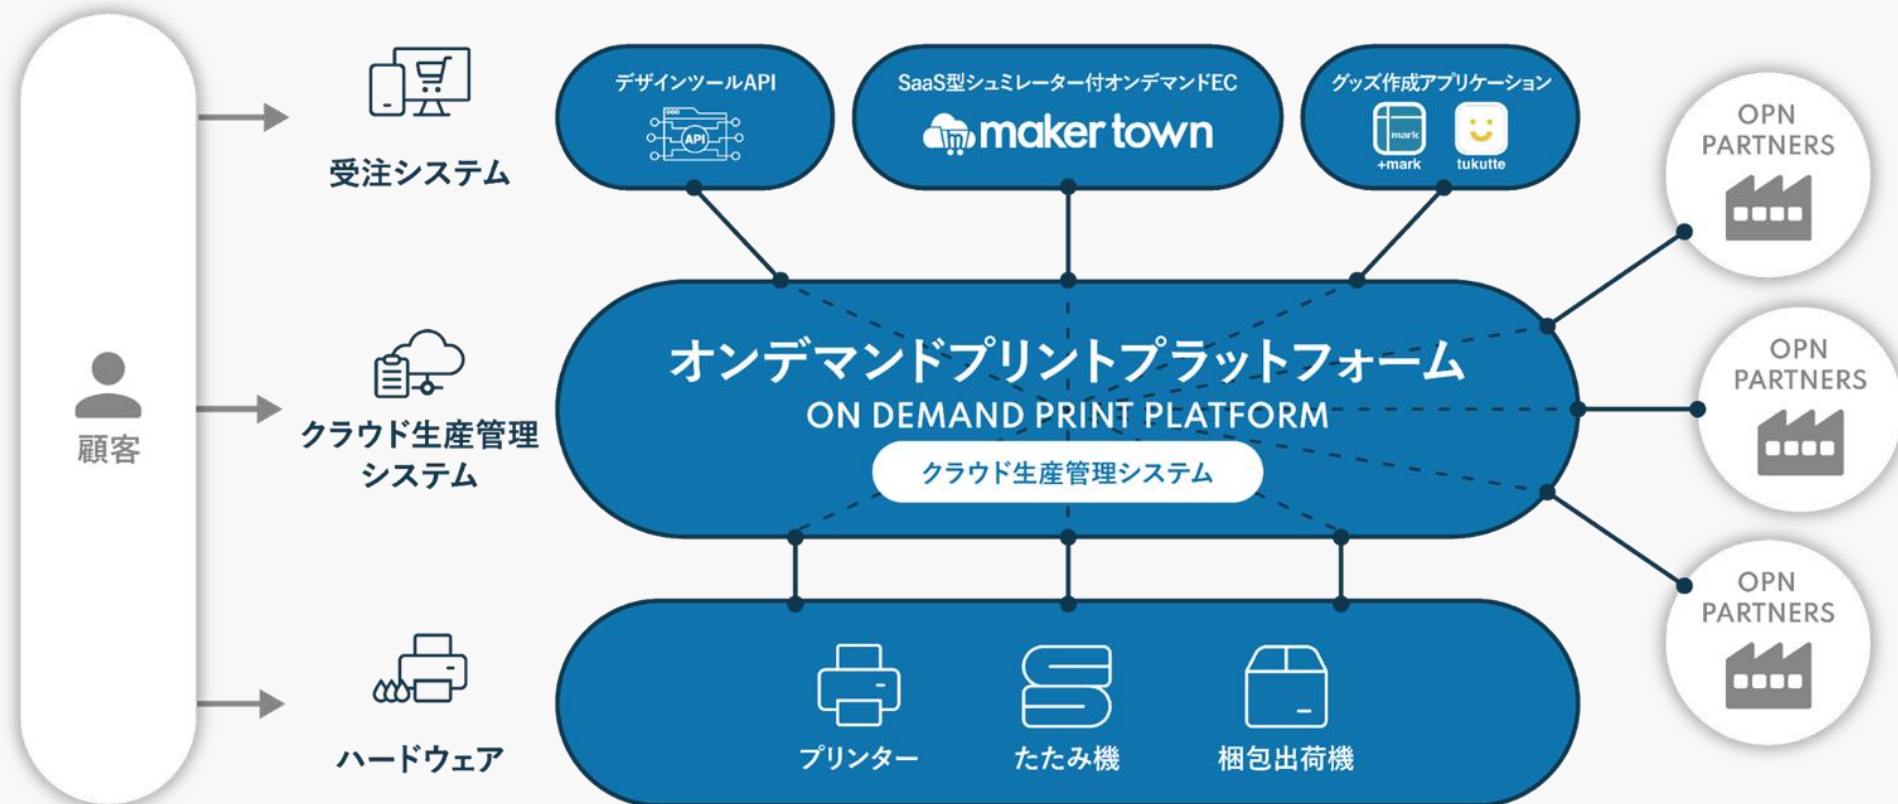 顧客
受注システム
デザインツールAPI
API
SaaS型シュミレーター付オンデマンドEC
m maker town
グッズ作成アプリケーション
mark
+mark
tukutte
OPN
PARTNERS
クラウド生産管理
システム
オンデマンドプリントプラットフォーム
ON DEMAND PRINT PLATFORM
クラウド生産管理システム
OPN
PARTNERS
ハードウェア
プリンター
たたみ機
梱包出荷機
OPN
PARTNERS